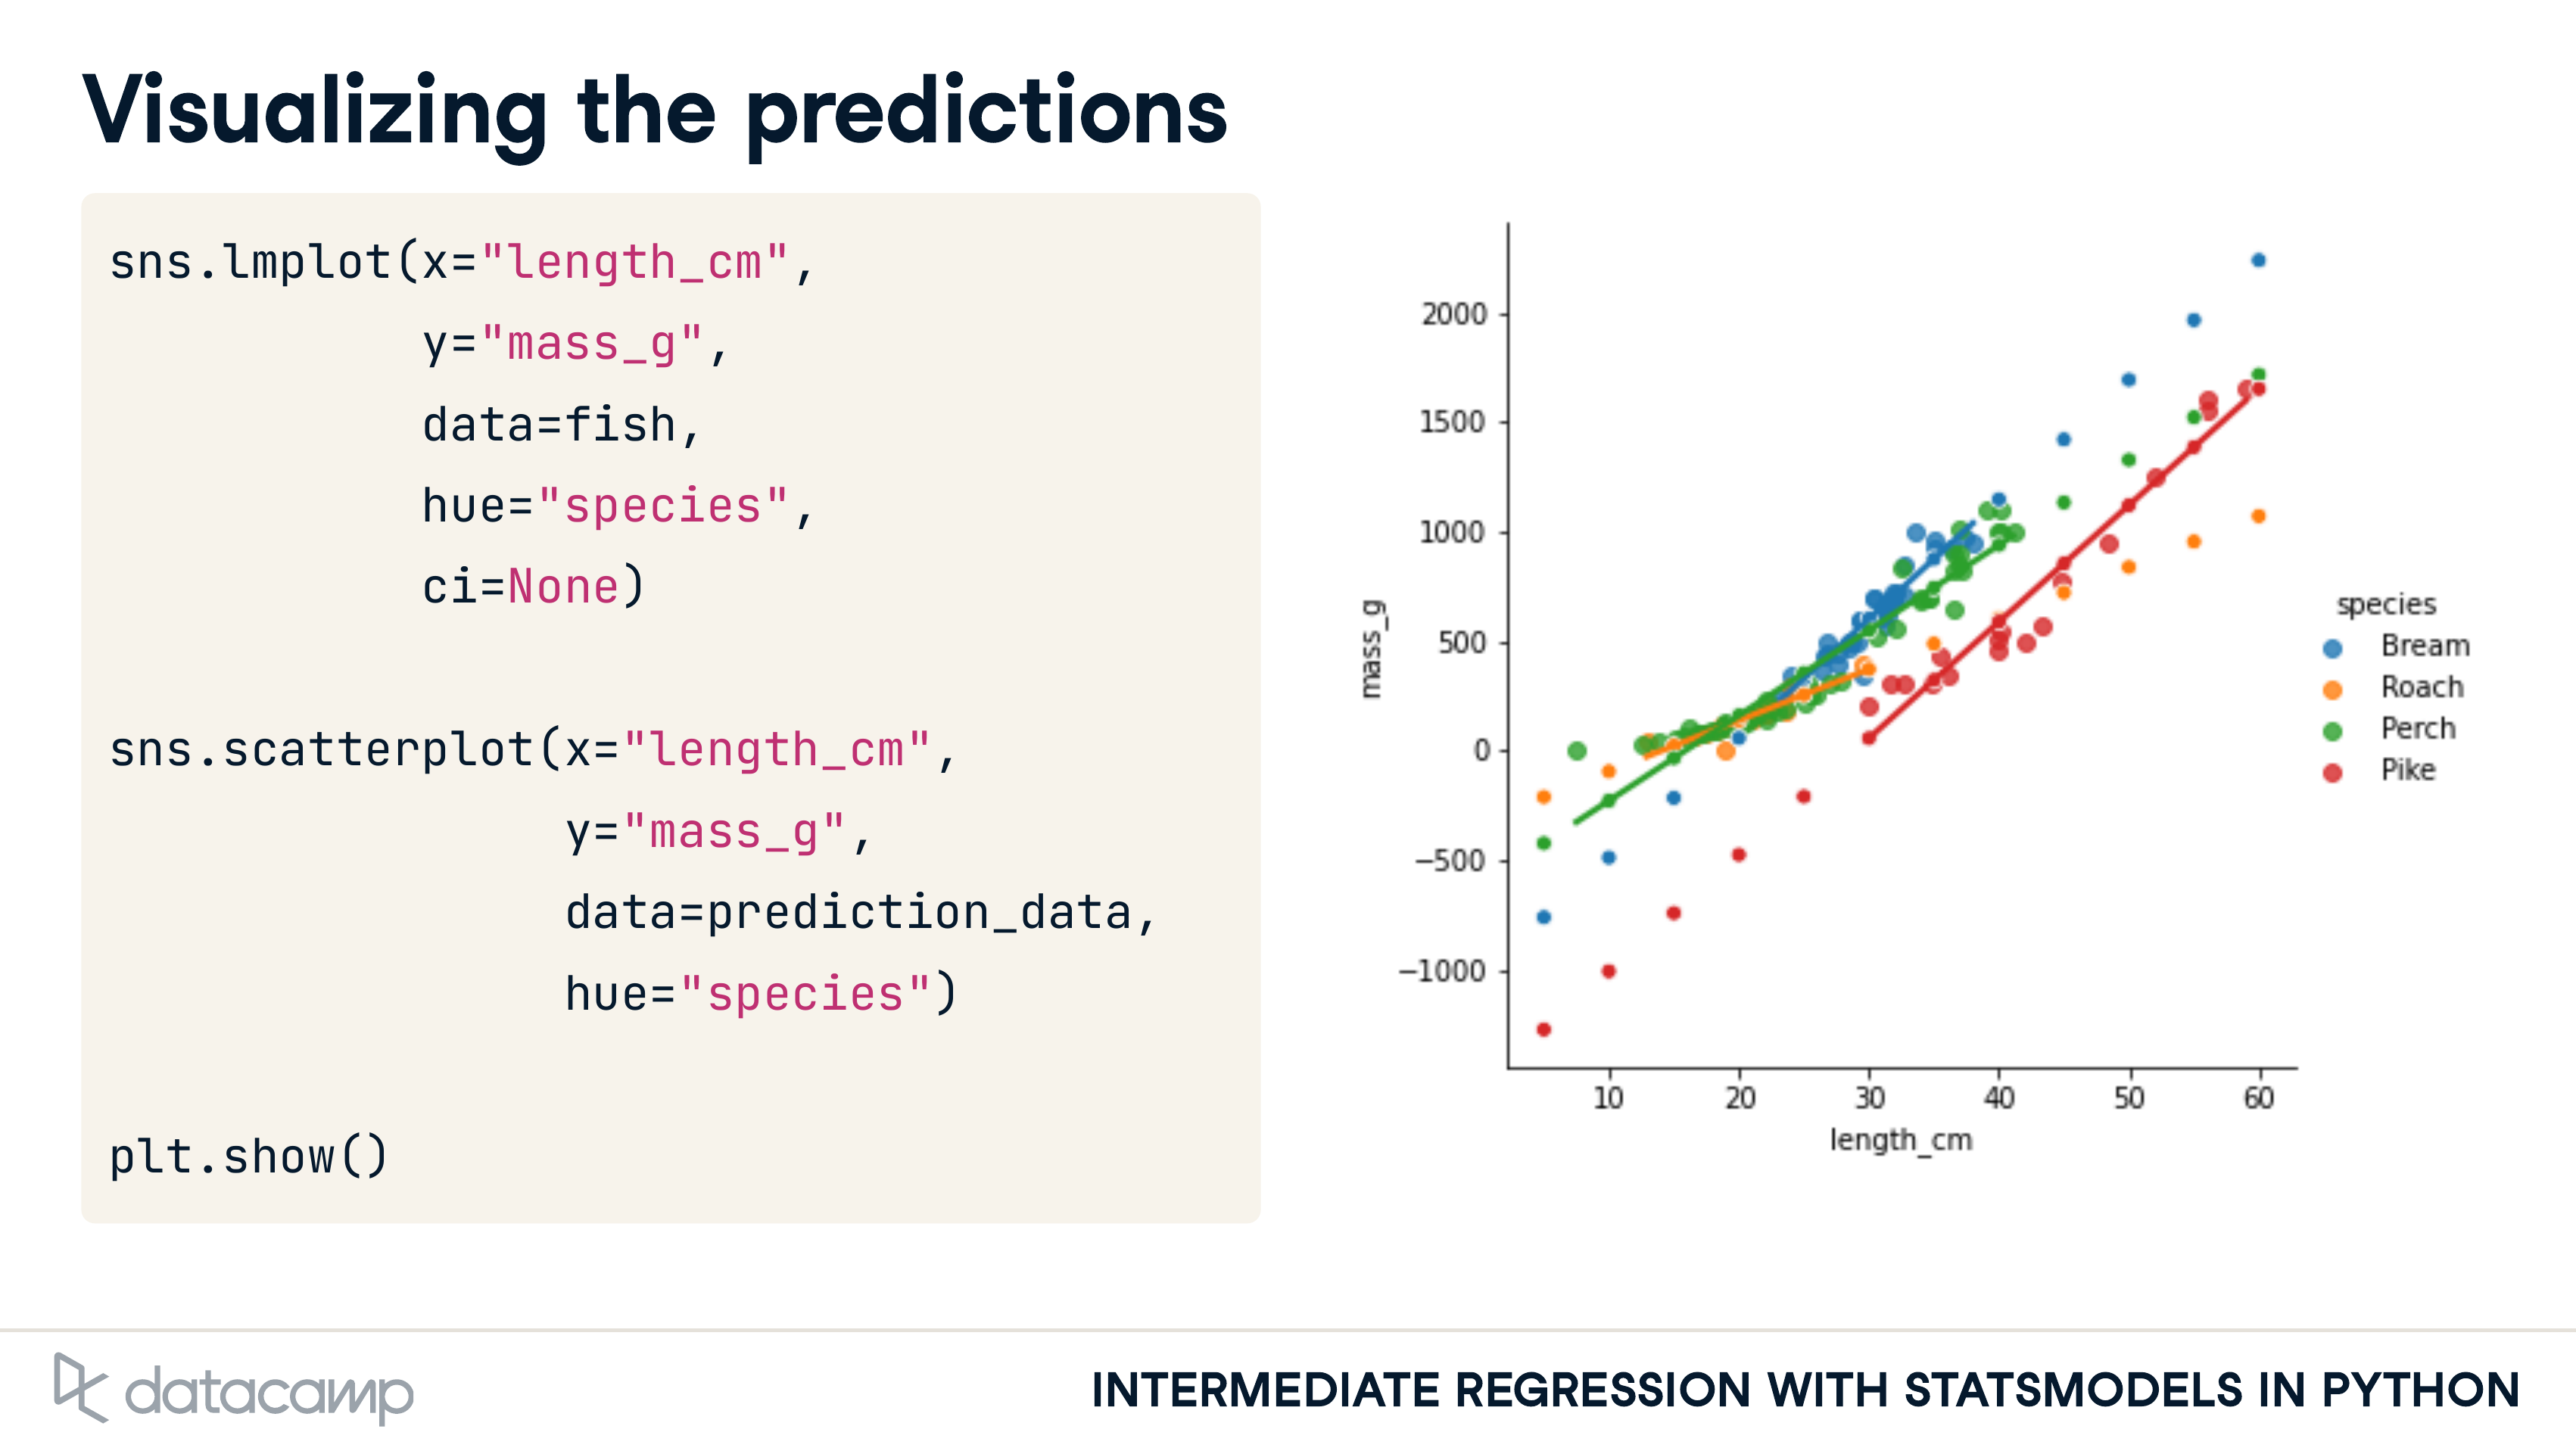 Visualizing the predictions
sns.lmplot(x="length_cm",
y="mass_g",
data=fish,
hue="species",
ci=None)
sns.scatterplot(x="length_cm",
y="mass_g",
data=prediction_data,
hue="species")
plt.show()
2000
1500
1000
500
0
−500
−1000
mass_g
10 20 30 40 50 60
length_cm
species
Bream
Roach
Perch
Pike
datacamp
INTERMEDIATE REGRESSION WITH STATSMODELS IN PYTHON